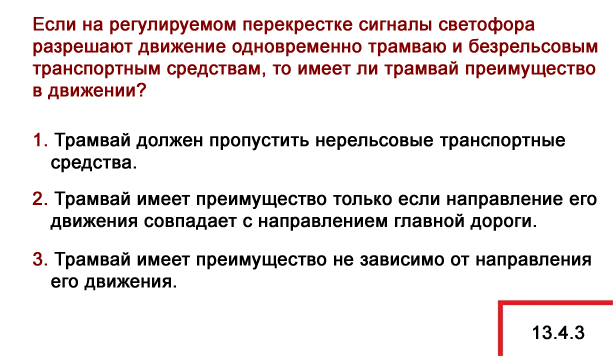 Если на регулируемом перекрестке сигналы светофора
разрешают движение одновременно трамваю и безрельсовым
транспортным средствам, то имеет ли трамвай преимущество
в движении?
1. Трамвай должен пропустить нерельсовые транспортные
средства.
2. Трамвай имеет преимущество только если направление его
движения совпадает с направлением главной дороги.
3. Трамвай имеет преимущество не зависимо от направления
его движения.
13.4.3